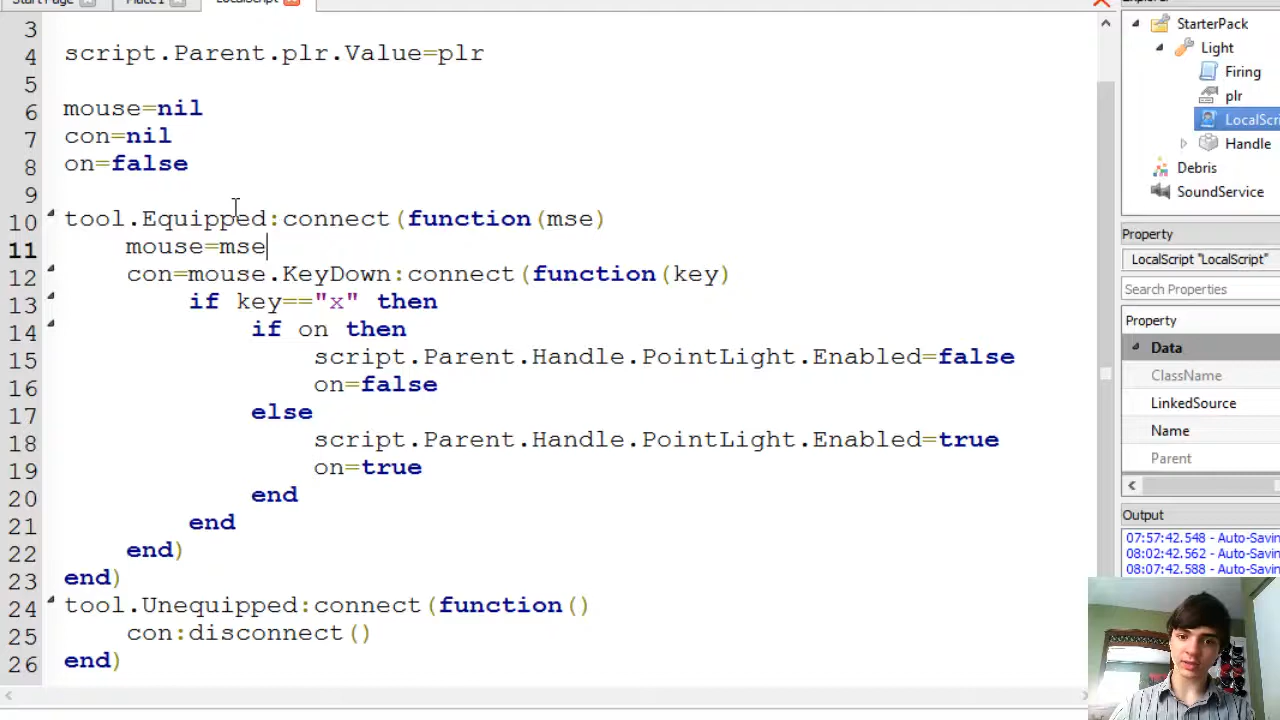 Start Page
Place1
LocalScript
3
4 script.Parent.plr.Value=plr
5
6 mouse=nil
7 con=nil
8 on=false
9
10 tool.Equipped:connect(function(mse)
11 mouse=mse
12 con=mouse.KeyDown:connect(function(key)
13 if key=="x" then
14 if on then
15 script.Parent.Handle.PointLight.Enabled=false
16 on=false
17 else
18 script.Parent.Handle.PointLight.Enabled=true
19 on=true
20 end
21 end
22 end)
23 end)
24 tool.Unequipped:connect(function()
25 con:disconnect()
26 end)
StarterPack
Light
Firing
plr
LocalScri
Handle
Debris
SoundService
Property
LocalScript "LocalScript"
Search Properties
Property
Data
ClassName
LinkedSource
Name
Parent
Output
07:57:42.548 - Auto-Savin
08:02:42.562 - Auto-Savin
08:07:42.588 - Auto-Savin